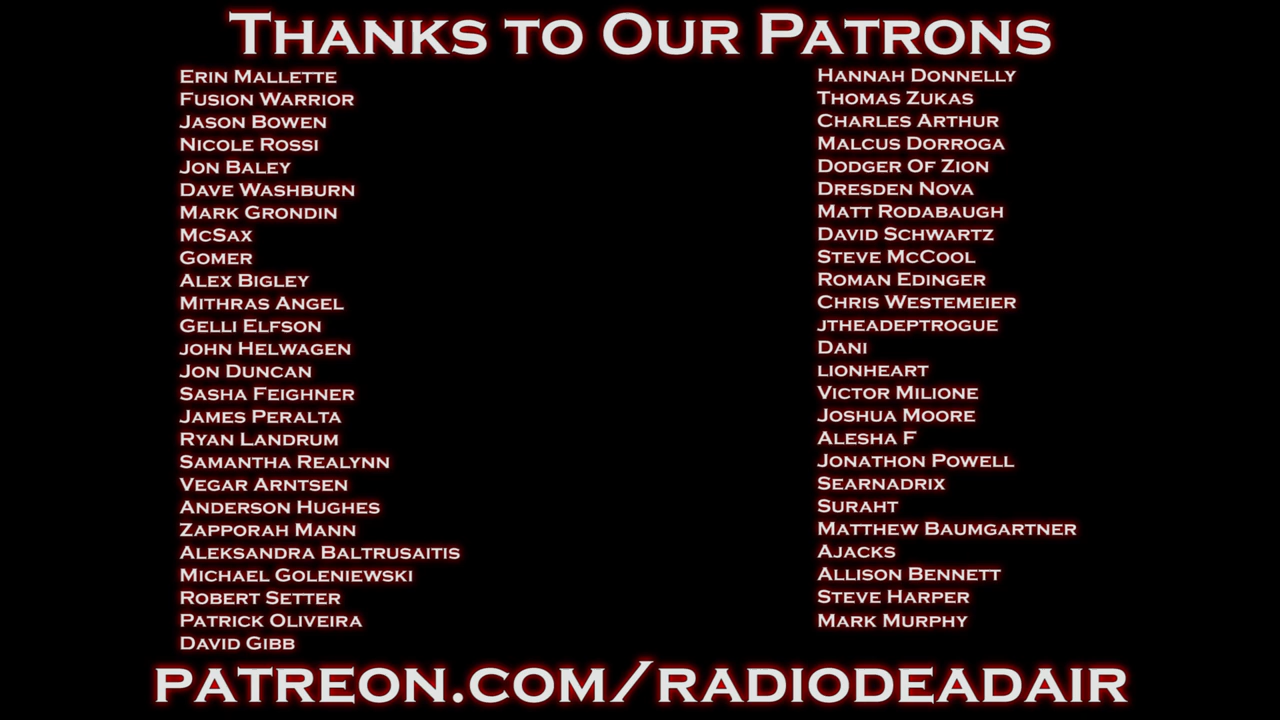 Thanks to Our Patrons
Erin Mallette
Fusion Warrior
Jason Bowen
Nicole Rossi
Jon Baley
Dave Washburn
Mark Grondin
McSax
Gomer
Alex Bigley
Mithras Angel
Gelli Elfson
john Helwagen
Jon Duncan
Sasha Feighner
James Peralta
Ryan Landrum
Samantha Realynn
Vegar Arntsen
Anderson Hughes
Zapporah Mann
Aleksandra Baltrusaitis
Michael Goleniewski
Robert Setter
Patrick Oliveira
David Gibb
Hannah Donnelly
Thomas Zukas
Charles Arthur
Malcus Dorroga
Dodger Of Zion
Dresden Nova
Matt Rodabaugh
David Schwartz
Steve McCool
Roman Edinger
Chris Westemeier
jtheadeptrogue
Dani
lionheart
Victor Milione
Joshua Moore
Alesha F
Jonathon Powell
Searnadrix
Suraht
Matthew Baumgartner
Ajacks
Allison Bennett
Steve Harper
Mark Murphy
patreon.com/radiodeadair